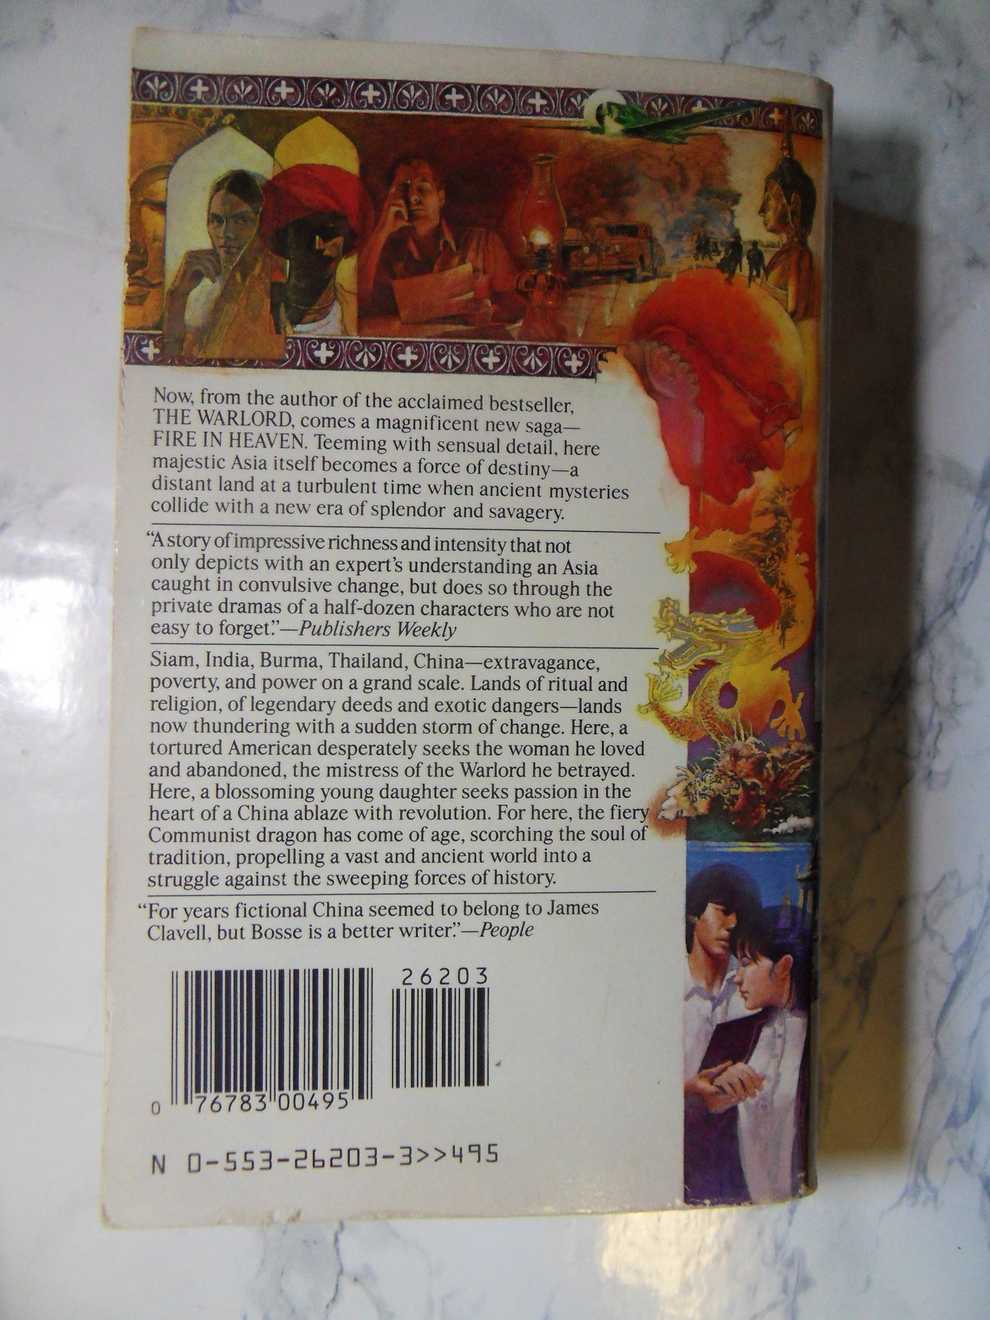 Now, from the author of the acclaimed bestseller,
THE WARLORD, comes a magnificent new saga—
FIRE IN HEAVEN. Teeming with sensual detail, here
majestic Asia itself becomes a force of destiny—a
distant land at a turbulent time when ancient mysteries
collide with a new era of splendor and savagery.
“A story of impressive richness and intensity that not
only depicts with an expert's understanding an Asia
caught in convulsive change, but does so through the
private dramas of a half-dozen characters who are not
easy to forget.”—Publishers Weekly
Siam, India, Burma, Thailand, China—extravagance,
poverty, and power on a grand scale. Lands of ritual and
religion, of legendary deeds and exotic dangers—lands
now thundering with a sudden storm of change. Here, a
tortured American desperately seeks the woman he loved
and abandoned, the mistress of the Warlord he betrayed.
Here, a blossoming young daughter seeks passion in the
heart of a China ablaze with revolution. For here, the fiery
Communist dragon has come of age, scorching the soul of
tradition, propelling a vast and ancient world into a
struggle against the sweeping forces of history.
“For years fictional China seemed to belong to James
Clavell, but Bosse is a better writer.”—People
26203
0 76783 00495
N 0-553-26203-3>>495